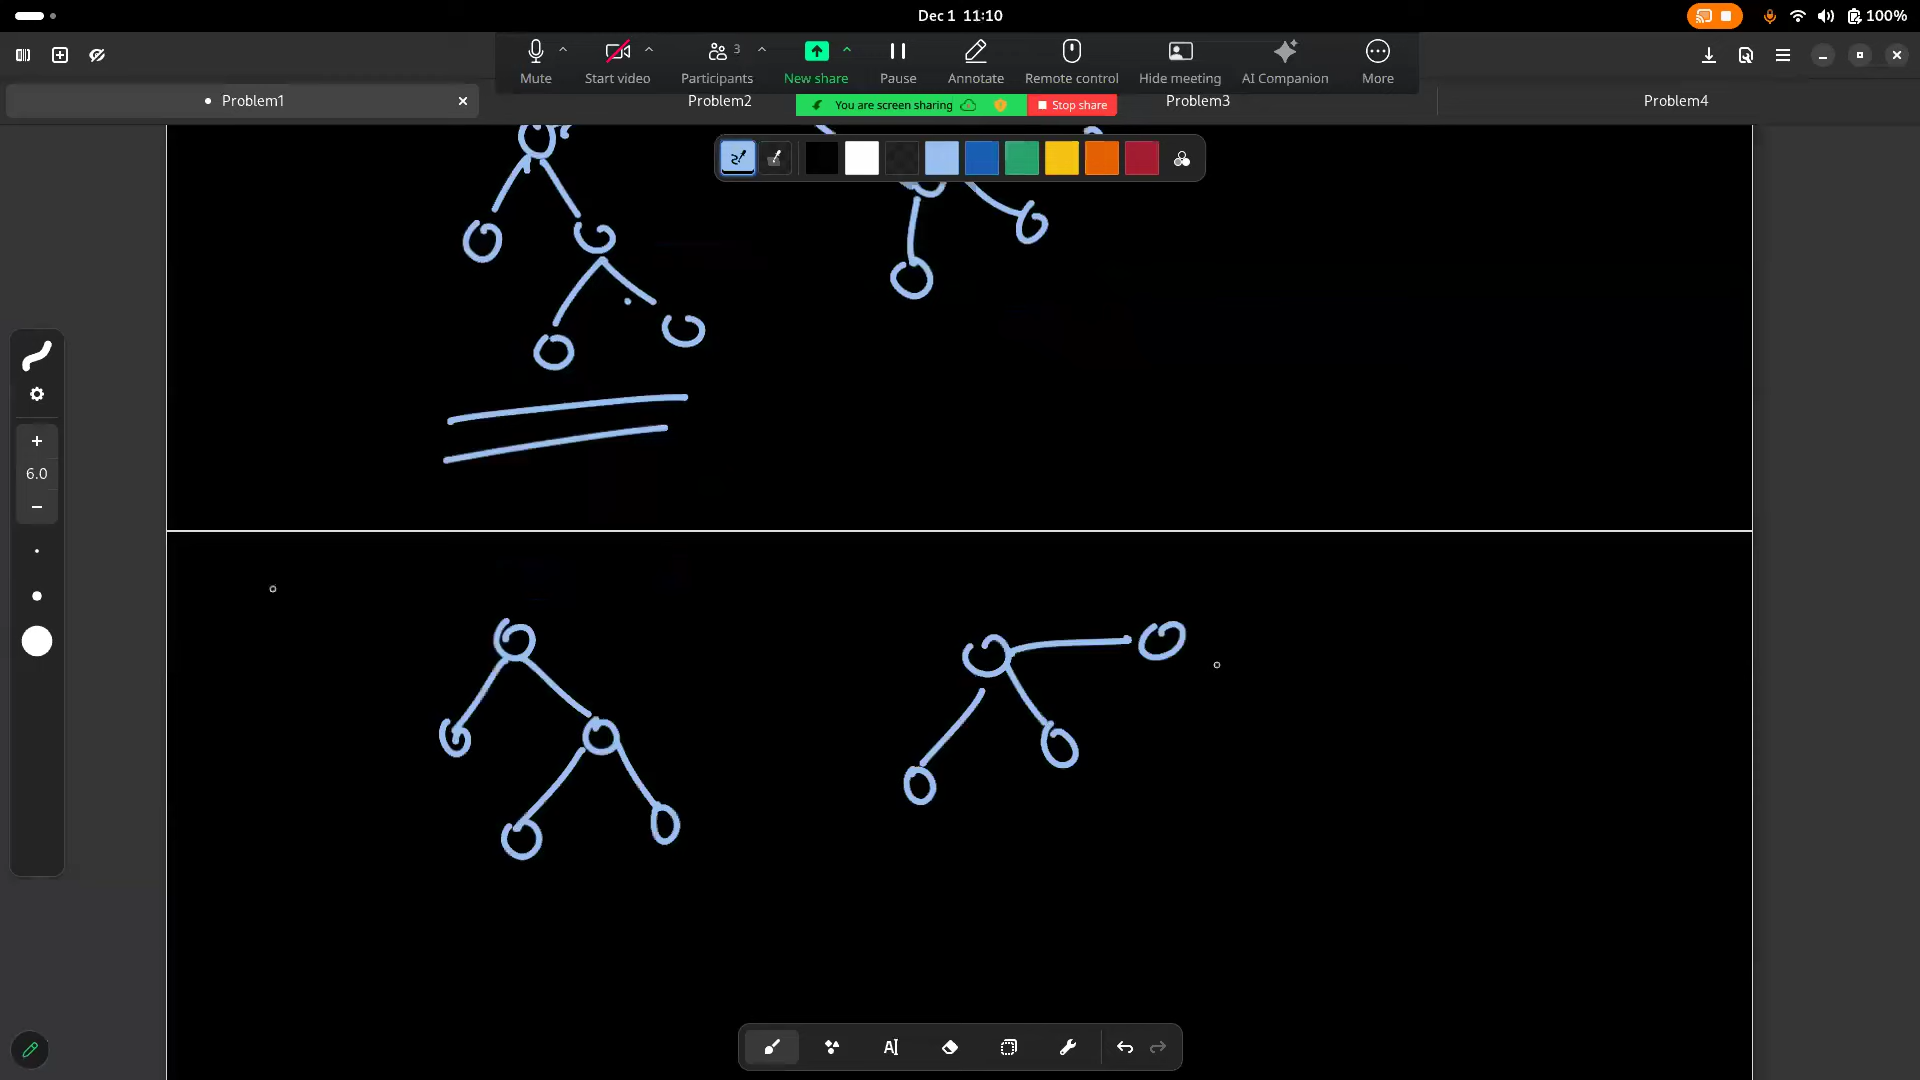 Dec 1 11:10
100%
Mute
Start video
Participants
3
New share
Pause
Annotate
Remote control
Hide meeting
AI Companion
More
Problem1
Problem2
You are screen sharing
Stop share
Problem3
Problem4
6.0